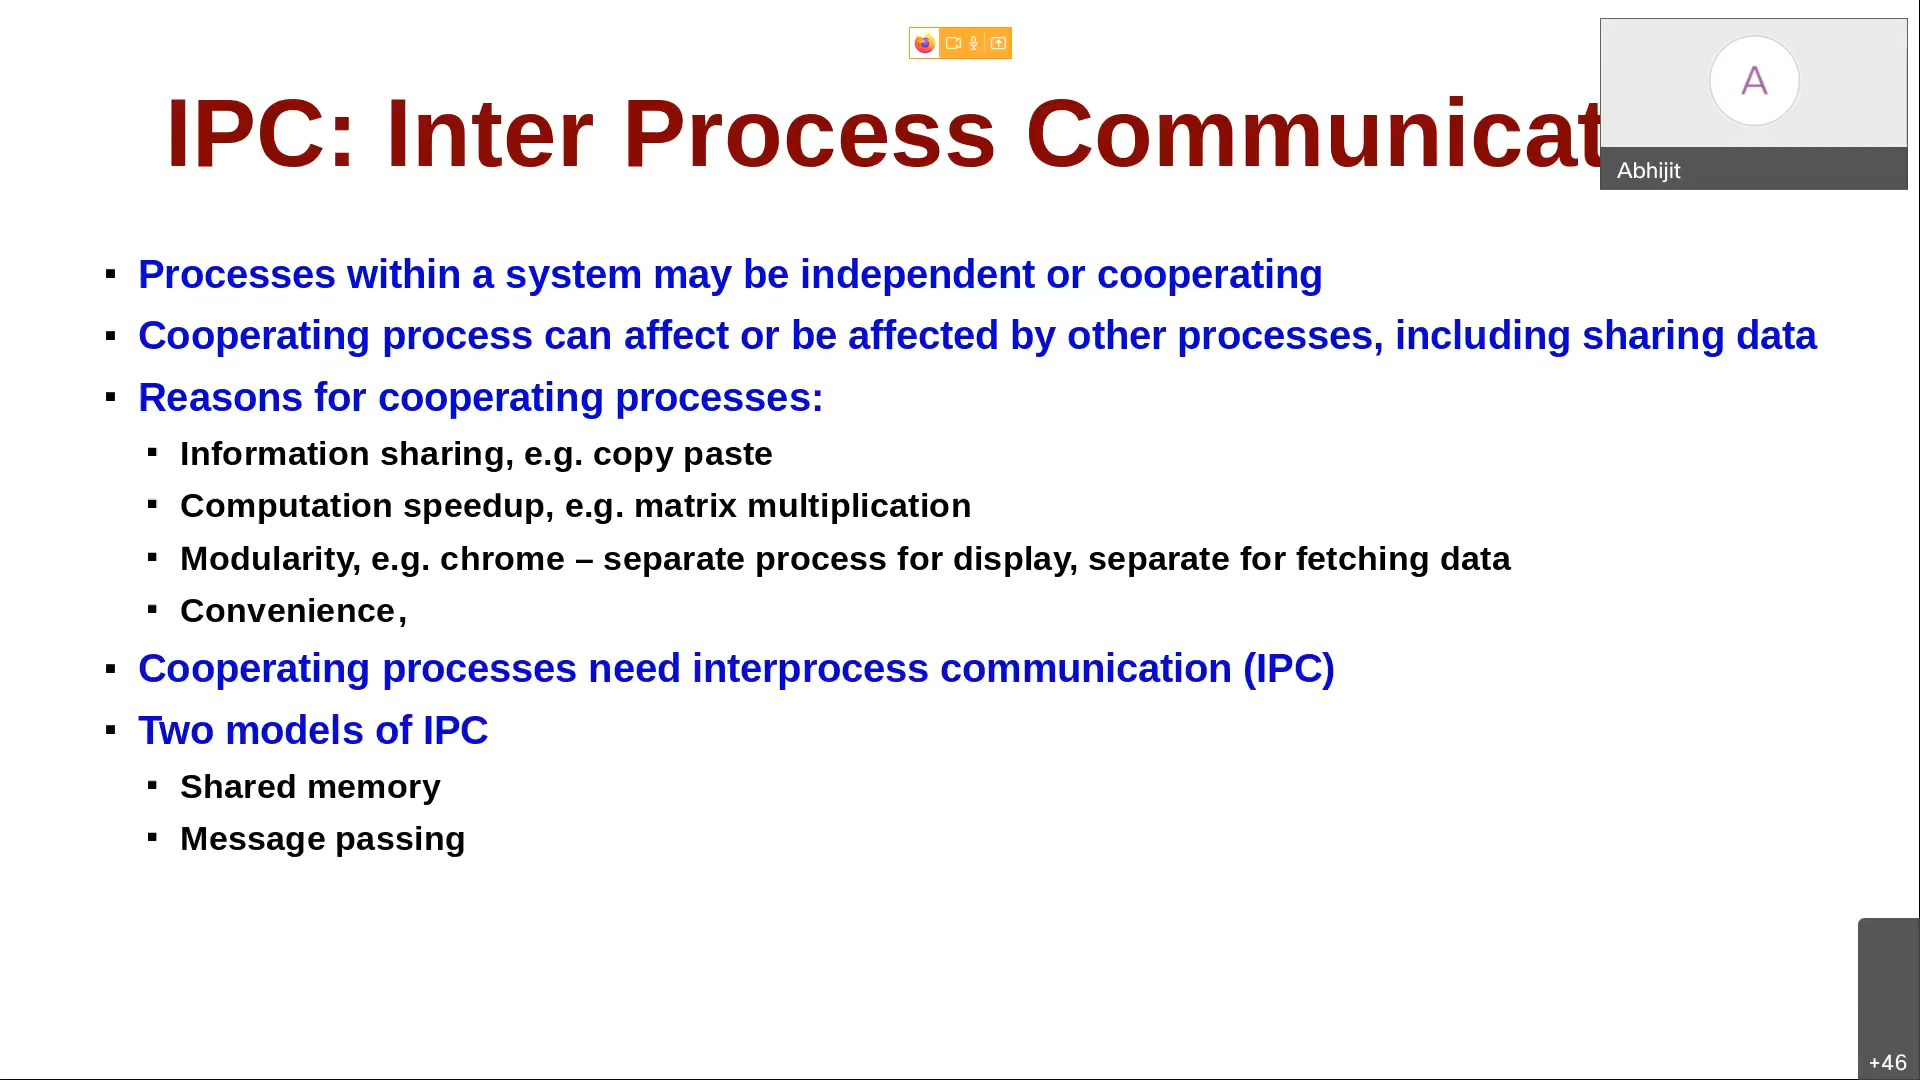 IPC: Inter Process Communicat
A
Abhijit
▪ Processes within a system may be independent or cooperating
▪ Cooperating process can affect or be affected by other processes, including sharing data
▪ Reasons for cooperating processes:
▪ Information sharing, e.g. copy paste
▪ Computation speedup, e.g. matrix multiplication
▪ Modularity, e.g. chrome – separate process for display, separate for fetching data
▪ Convenience,
▪ Cooperating processes need interprocess communication (IPC)
▪ Two models of IPC
▪ Shared memory
▪ Message passing
+46